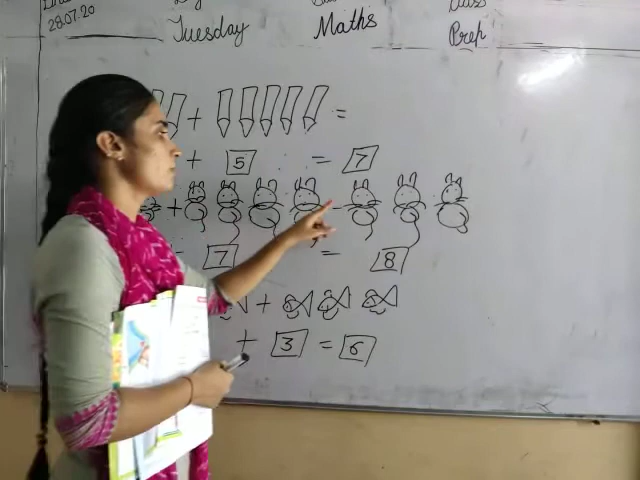 28.07.20
Tuesday Maths Prep
+ =
+ 5 = 7
+
7 = 8
+
+ 3 = 6